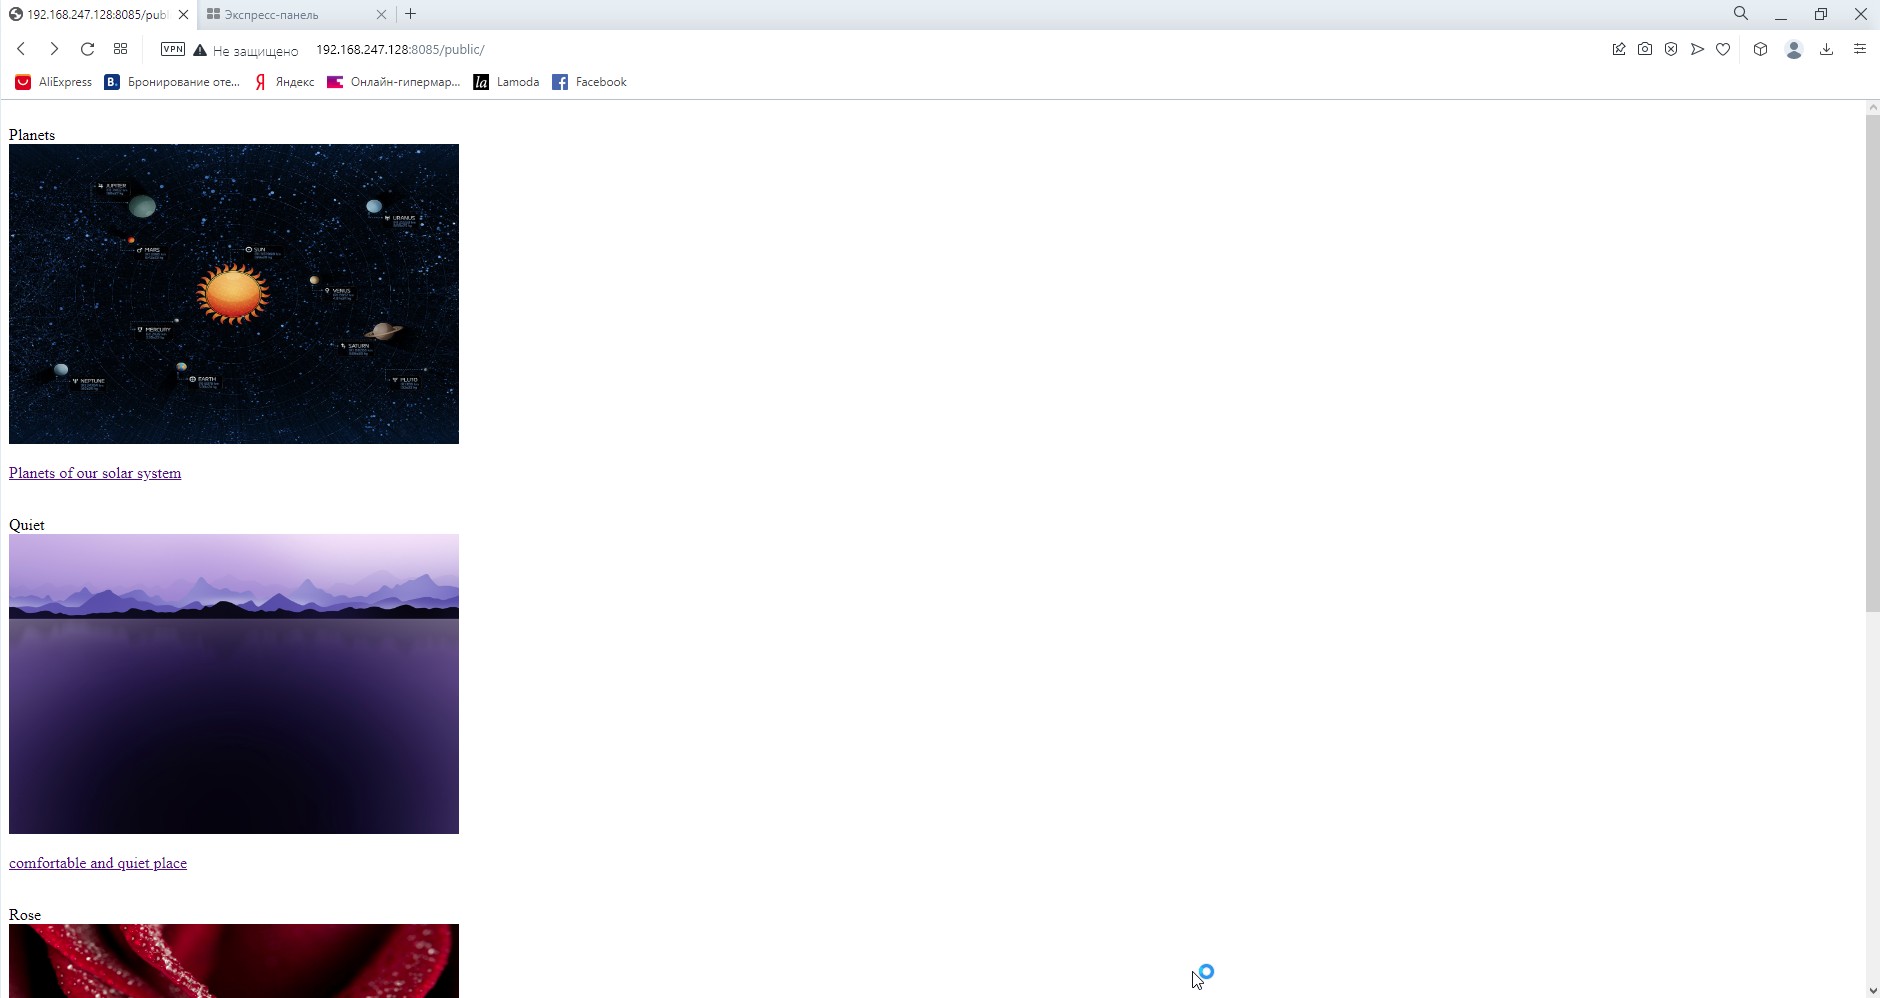 192.168.247.128:8085/publ
Экспресс-панель
VPN
Не защищено
192.168.247.128:8085/public/
AliExpress
B.
Бронирование оте...
Я
Яндекс
Онлайн-гипермар...
la
Lamoda
f
Facebook
Planets
JUPITER
URANUS
MARS
SUN
VENUS
MERCURY
SATURN
NEPTUNE
EARTH
PLUTO
Planets of our solar system
Quiet
comfortable and quiet place
Rose